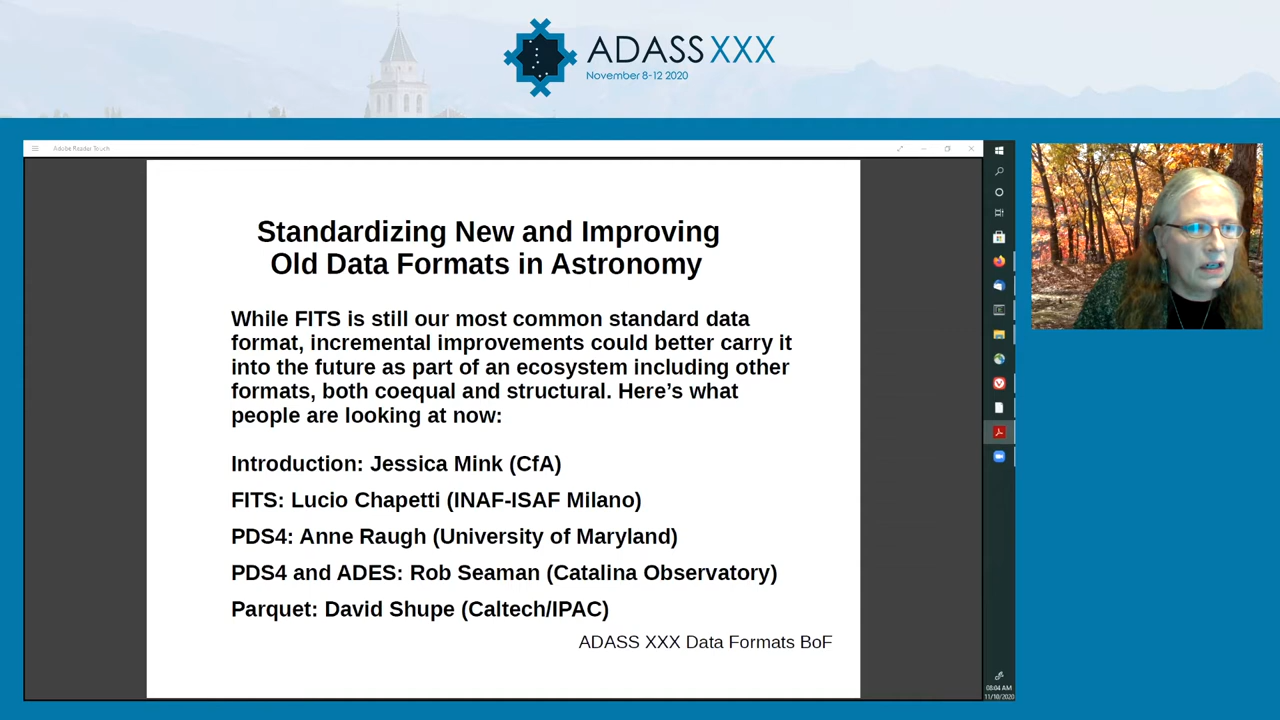 ADASS XXX
November 8-12 2020
Adobe Reader Touch
Standardizing New and Improving
Old Data Formats in Astronomy
While FITS is still our most common standard data
format, incremental improvements could better carry it
into the future as part of an ecosystem including other
formats, both coequal and structural. Here’s what
people are looking at now:
Introduction: Jessica Mink (CfA)
FITS: Lucio Chapetti (INAF-ISAF Milano)
PDS4: Anne Raugh (University of Maryland)
PDS4 and ADES: Rob Seaman (Catalina Observatory)
Parquet: David Shupe (Caltech/IPAC)
ADASS XXX Data Formats BoF
08:04 AM
11/10/2020